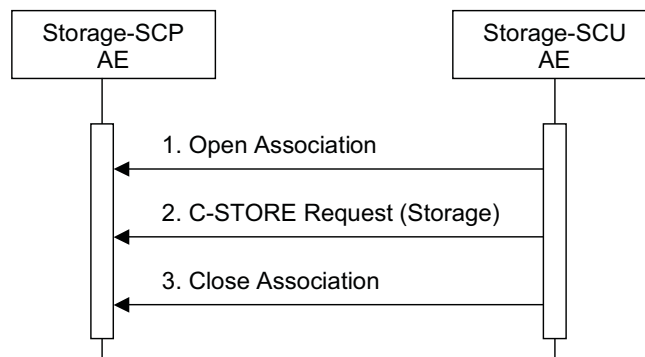 Storage-SCP
AE
Storage-SCU
AE
1. Open Association
2. C-STORE Request (Storage)
3. Close Association